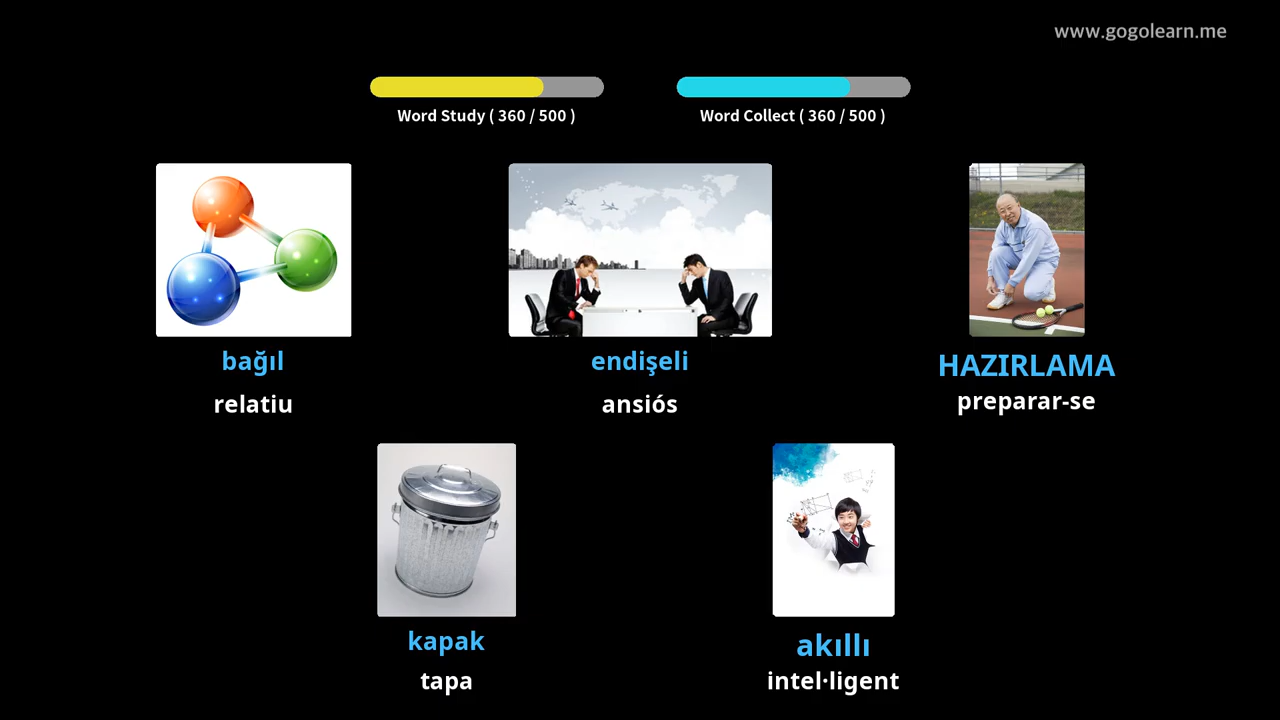 www.gogolearn.me
Word Study ( 360 / 500 )
Word Collect ( 360 / 500 )
bağıl
relatiu
endişeli
ansiós
HAZIRLAMA
preparar-se
kapak
tapa
akıllı
intel·ligent